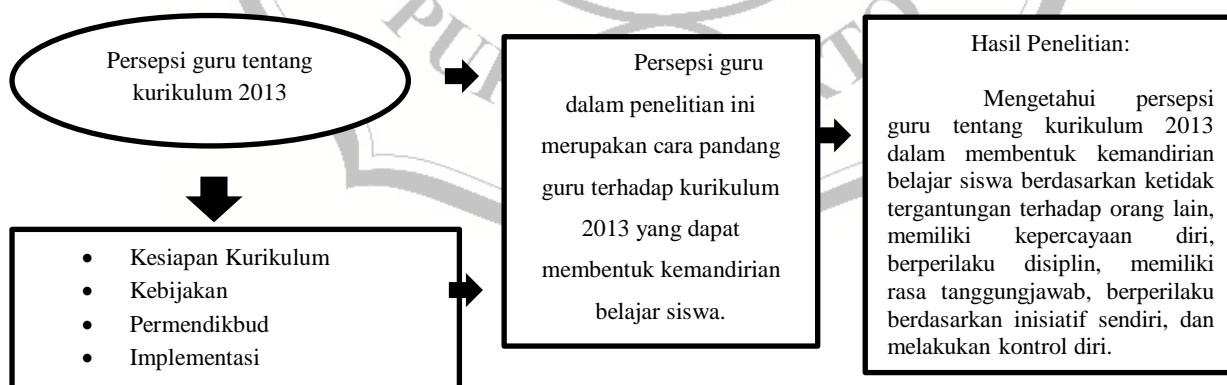 Persepsi guru tentang
kurikulum 2013
• Kesiapan Kurikulum
• Kebijakan
• Permendikbud
• Implementasi
Persepsi guru
dalam penelitian ini
merupakan cara pandang
guru terhadap kurikulum
2013 yang dapat
membentuk kemandirian
belajar siswa.
Hasil Penelitian:
Mengetahui persepsi
guru tentang kurikulum 2013
dalam membentuk kemandirian
belajar siswa berdasarkan ketidak
tergantungan terhadap orang lain,
memiliki kepercayaan diri,
berperilaku disiplin, memiliki
rasa tanggungjawab, berperilaku
berdasarkan inisiatif sendiri, dan
melakukan kontrol diri.